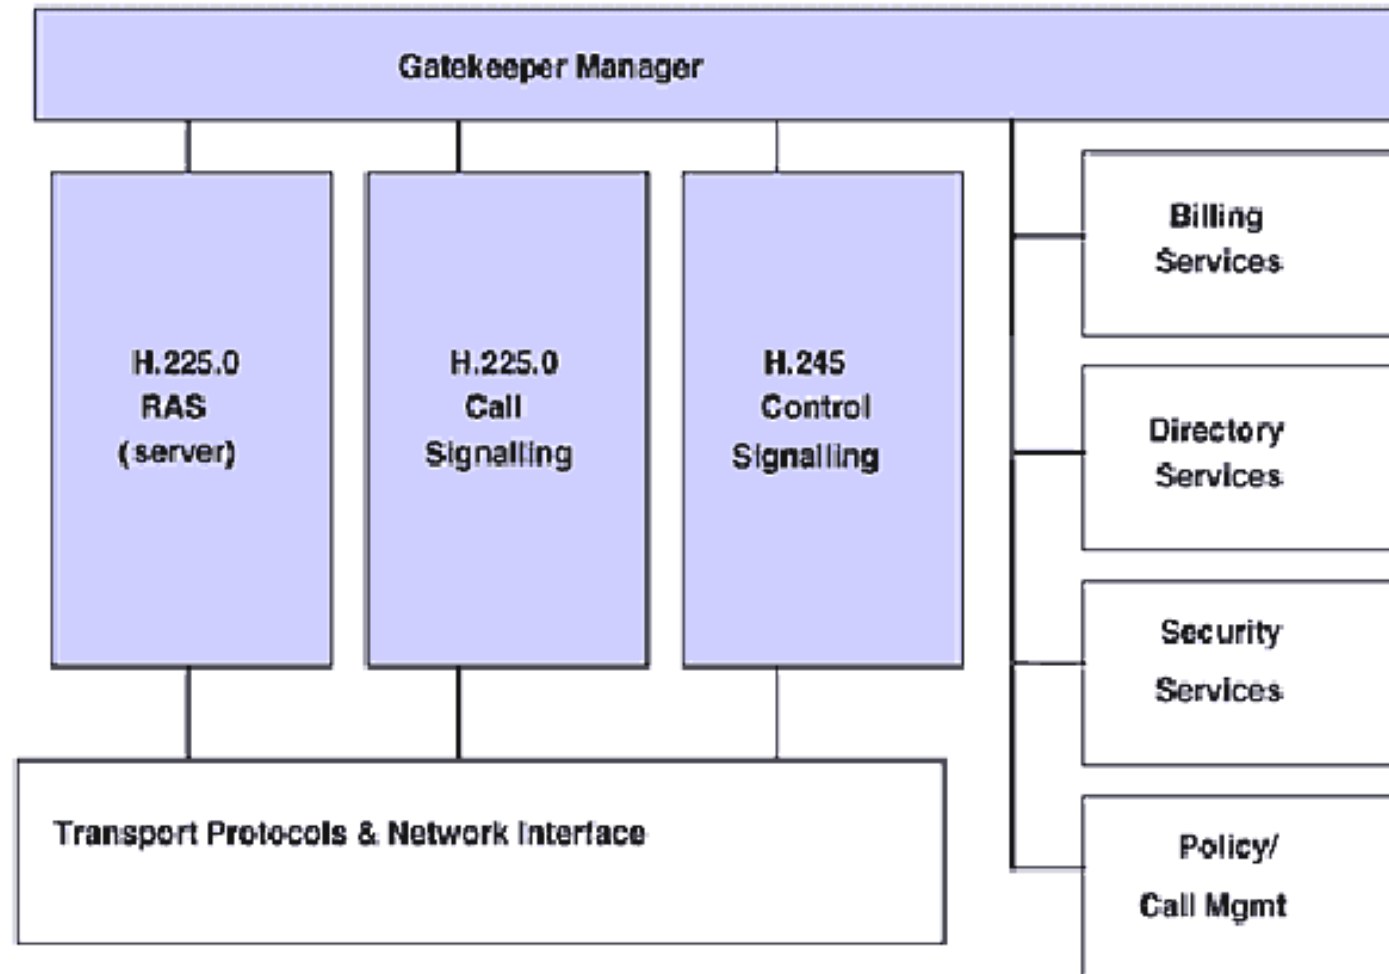 Gatekeeper Manager
H.225.0
RAS
(server)
H.225.0
Call
Signalling
H.245
Control
Signalling
Billing
Services
Directory
Services
Security
Services
Policy/
Call Mgmt
Transport Protocols & Network Interface